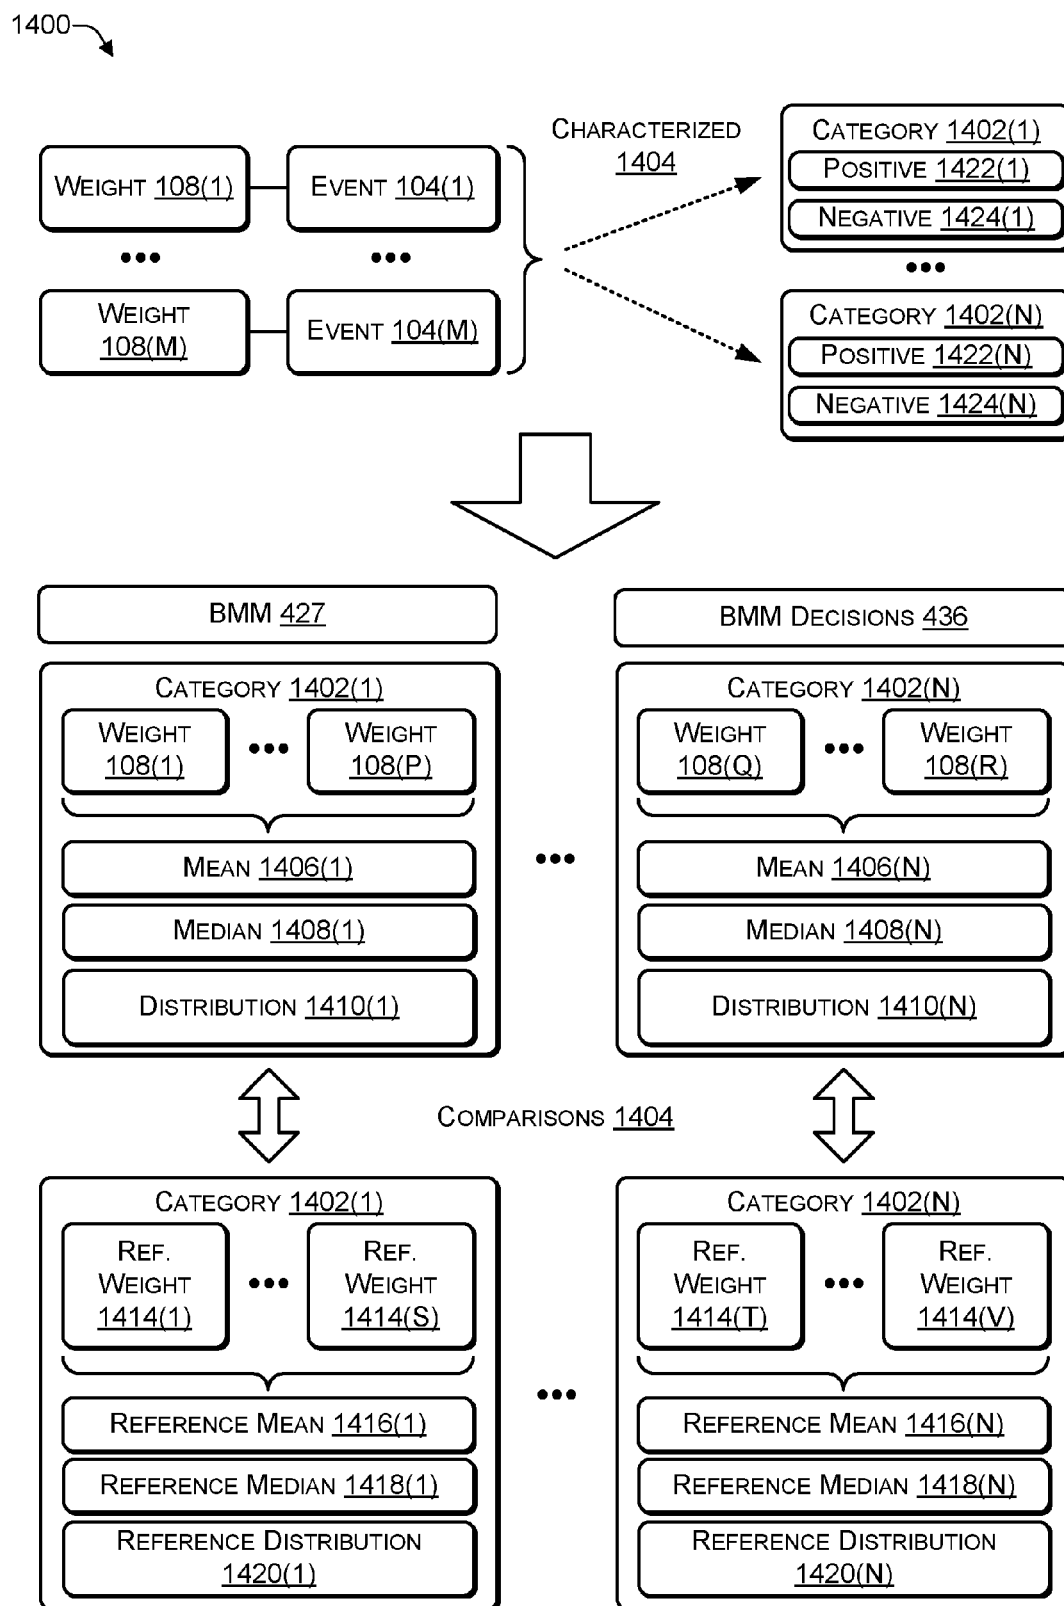 1400
CHARACTERIZED
1404
WEIGHT 108(1)
EVENT 104(1)
•••
•••
WEIGHT
108(M)
EVENT 104(M)
CATEGORY 1402(1)
POSITIVE 1422(1)
NEGATIVE 1424(1)
•••
CATEGORY 1402(N)
POSITIVE 1422(N)
NEGATIVE 1424(N)
BMM 427
BMM DECISIONS 436
CATEGORY 1402(1)
WEIGHT
108(1)
•••
WEIGHT
108(P)
MEAN 1406(1)
MEDIAN 1408(1)
DISTRIBUTION 1410(1)
•••
CATEGORY 1402(N)
WEIGHT
108(Q)
•••
WEIGHT
108(R)
MEAN 1406(N)
MEDIAN 1408(N)
DISTRIBUTION 1410(N)
COMPARISONS 1404
CATEGORY 1402(1)
REF.
WEIGHT
1414(1)
•••
REF.
WEIGHT
1414(S)
REFERENCE MEAN 1416(1)
REFERENCE MEDIAN 1418(1)
REFERENCE DISTRIBUTION
1420(1)
•••
CATEGORY 1402(N)
REF.
WEIGHT
1414(T)
•••
REF.
WEIGHT
1414(V)
REFERENCE MEAN 1416(N)
REFERENCE MEDIAN 1418(N)
REFERENCE DISTRIBUTION
1420(N)